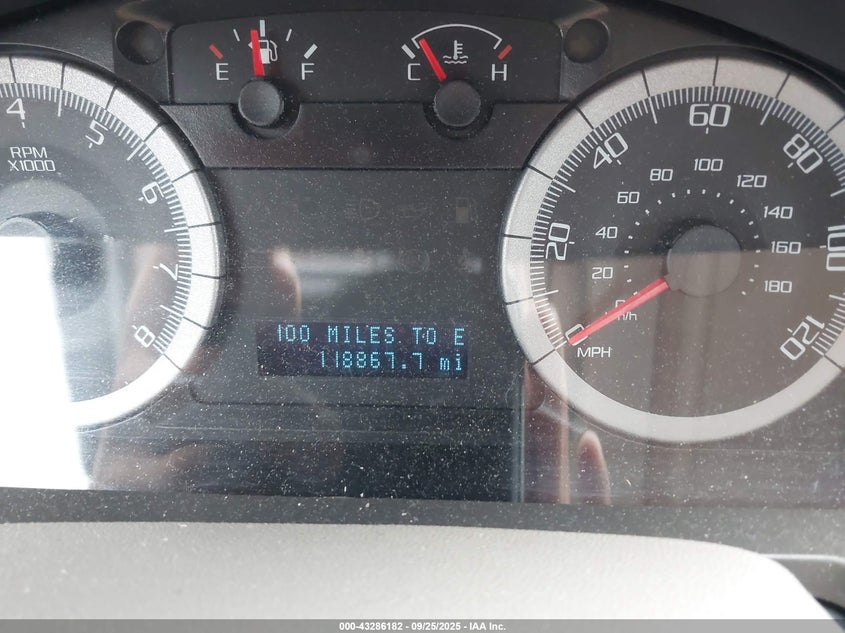 E F
C H
4 5 6 7 8
RPM
X1000
100 MILES TO E
118867.7 mi
0 20 40 60 80 100 120
20 40 60 80 100 120 140 160 180
MPH
000-43286182 - 09/25/2025 - IAA Inc.